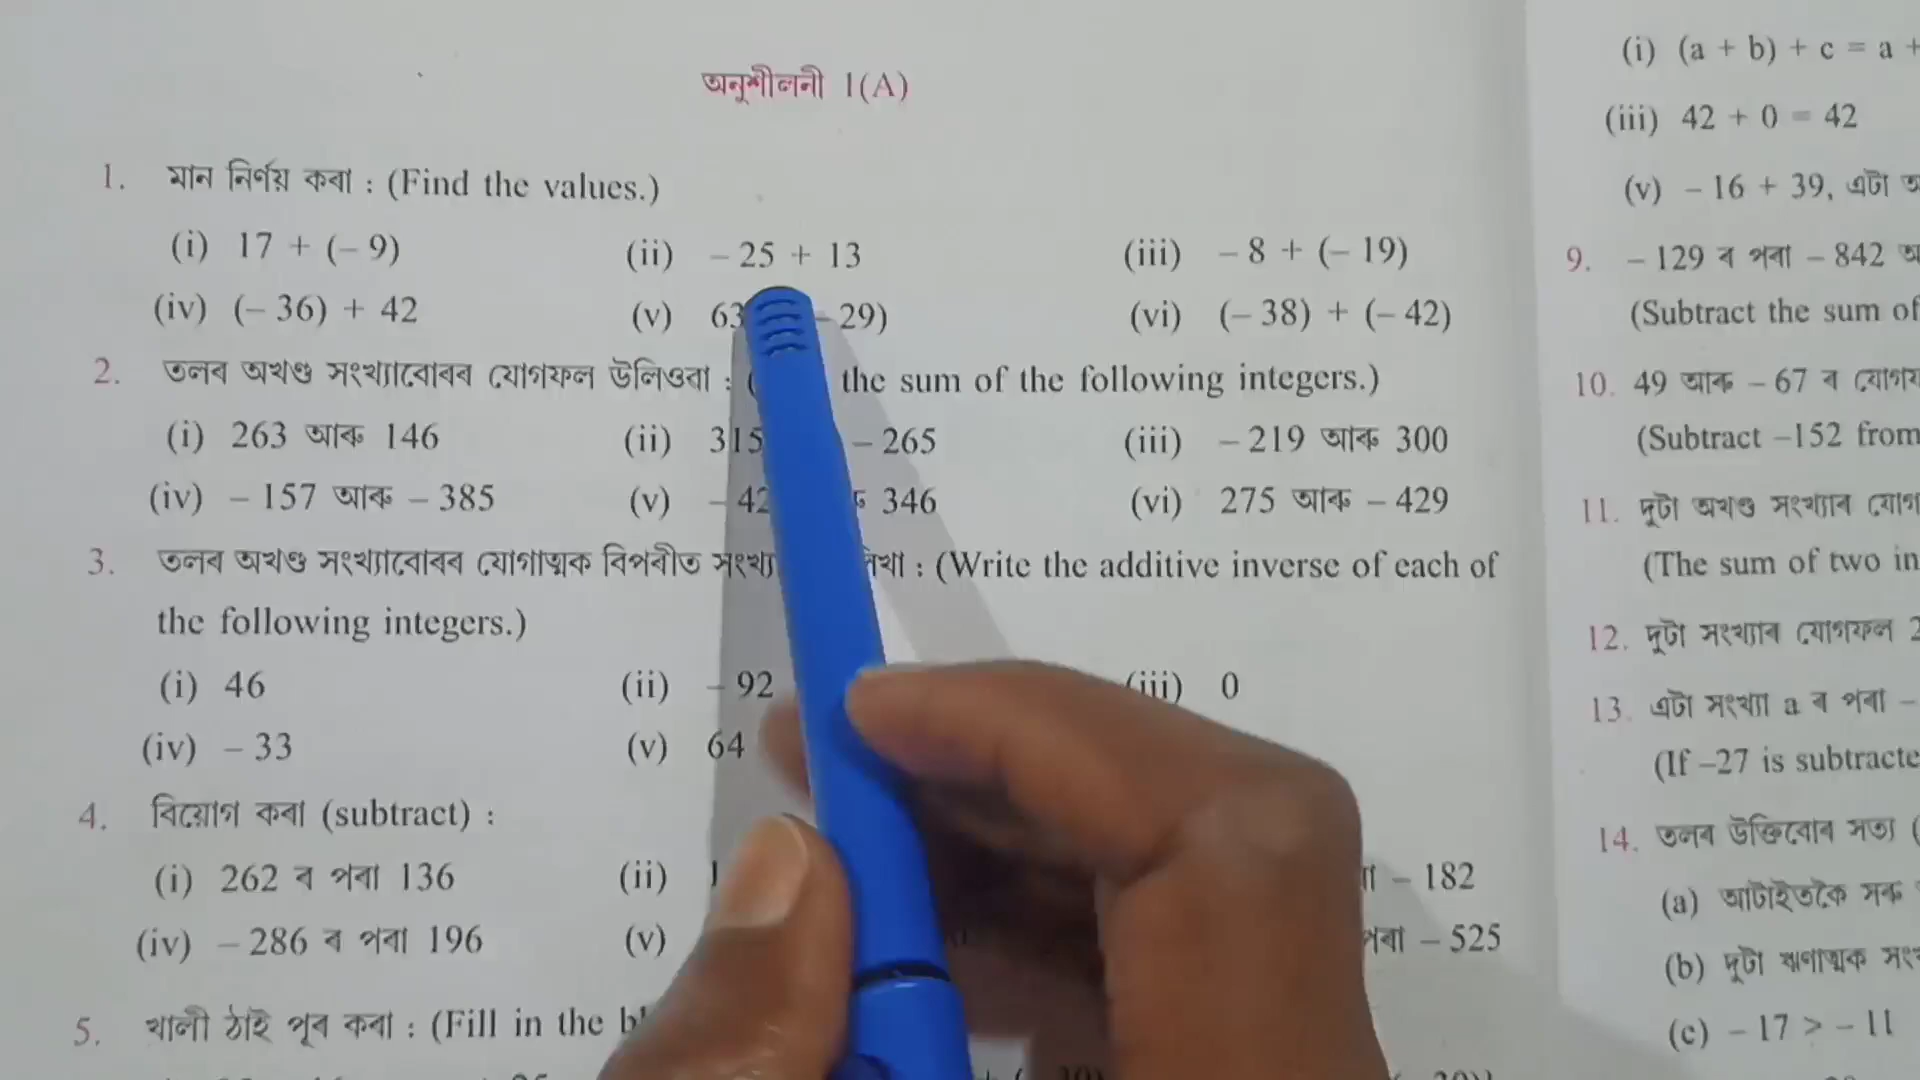 অনুশীলনী 1(A)
1. মান নিৰ্ণয় কৰা : (Find the values.)
(i) 17 + (– 9) (ii) – 25 + 13 (iii) – 8 + (– 19)
(iv) (– 36) + 42 (v) 63 – 29) (vi) (– 38) + (– 42)
2. তলৰ অখণ্ড সংখ্যাবোৰৰ যোগফল উলিওৱা : ( the sum of the following integers.)
(i) 263 আৰু 146 (ii) 315 – 265 (iii) – 219 আৰু 300
(iv) – 157 আৰু – 385 (v) – 42 346 (vi) 275 আৰু – 429
3. তলৰ অখণ্ড সংখ্যাবোৰৰ যোগাত্মক বিপৰীত : (Write the additive inverse of each of
the following integers.)
(i) 46 (ii) – 92 (iii) 0
(iv) – 33 (v) 64
4. বিয়োগ কৰা (subtract) :
(i) 262 ৰ পৰা 136 (ii) – 182
(iv) – 286 ৰ পৰা 196 (v) পৰা – 525
5. খালী ঠাই পূৰ কৰা : (Fill in the
(i) (a + b) + c = a +
(iii) 42 + 0 = 42
(v) – 16 + 39, এটা
9. – 129 ৰ পৰা – 842
(Subtract the sum of
10. 49 আৰু – 67 ৰ
(Subtract –152 from
11. দুটা অখণ্ড সংখ্যাৰ
(The sum of two
12. দুটা সংখ্যাৰ যোগফল
13. এটা সংখ্যা a ৰ পৰা –
(If –27 is
14. তলৰ উক্তিবোৰ সত্য (
(a) আটাইতকৈ সৰু
(b) দুটা ঋণাত্মক
(c) – 17 > – 11